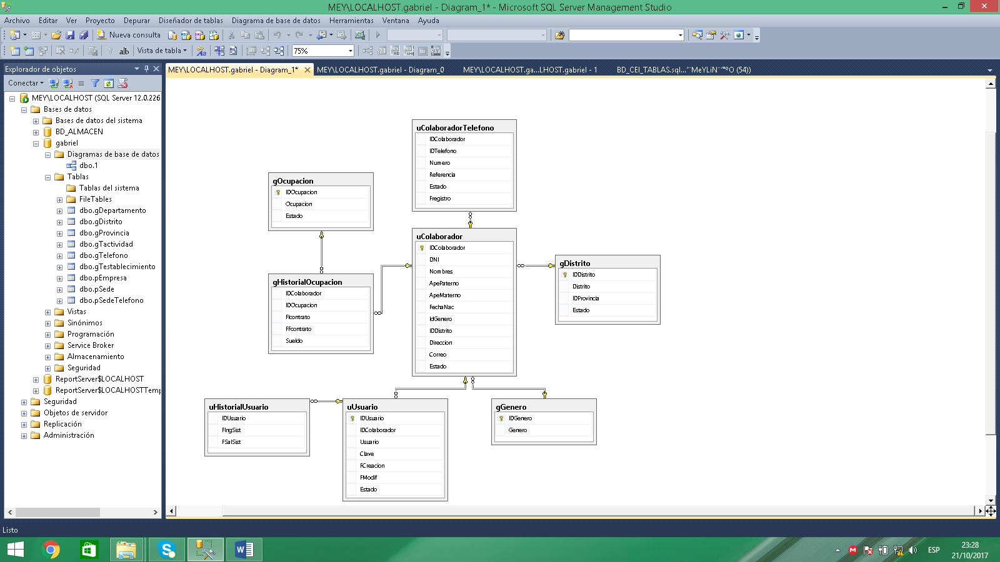 MEY\LOCALHOST.gabriel - Diagram_1* - Microsoft SQL Server Management Studio
Archivo Editar Ver Proyecto Depurar Diseñador de tablas Diagrama de base de datos Herramientas Ventana Ayuda
Nueva consulta
Vista de tabla 75%
Explorador de objetos
MEY\LOCALHOST.gabriel - Diagram_1* MEY\LOCALHOST.gabriel - Diagram_0 MEY\LOCALHOST.ga...LHOST.gabriel - 1 BD_CEI_TABLAS.sql...
Conectar
MEY\LOCALHOST (SQL Server 12.0.226
Bases de datos
Bases de datos del sistema
BD_ALMACEN
gabriel
Diagramas de base de datos
dbo.1
Tablas
Tablas del sistema
FileTables
dbo.gDepartamento
dbo.gDistrito
dbo.gProvincia
dbo.gTactividad
dbo.gTelefono
dbo.gTestablecimiento
dbo.pEmpresa
dbo.pSede
dbo.pSedeTelefono
Vistas
Sinónimos
Programación
Service Broker
Almacenamiento
Seguridad
ReportServer$LOCALHOST
ReportServer$LOCALHOSTTemp
Seguridad
Objetos de servidor
Replicación
Administración
uColaboradorTelefono
IDColaborador
IDTelefono
Numero
Referencia
Estado
Fregistro
gOcupacion
IDOcupacion
Ocupacion
Estado
uColaborador
IDColaborador
DNI
Nombres
ApePaterno
ApeMaterno
FechaNac
IdGenero
IDDistrito
Direccion
Correo
Estado
gDistrito
IDDistrito
Distrito
IDProvincia
Estado
gHistorialOcupacion
IDColaborador
IDOcupacion
FIcontrato
FFcontrato
Sueldo
uHistorialUsuario
IDUsuario
FIngSist
FSalSist
uUsuario
IDUsuario
IDColaborador
Usuario
Clave
FCreacion
FModif
Estado
gGenero
IDGenero
Genero
Listo
ESP
23:28
21/10/2017